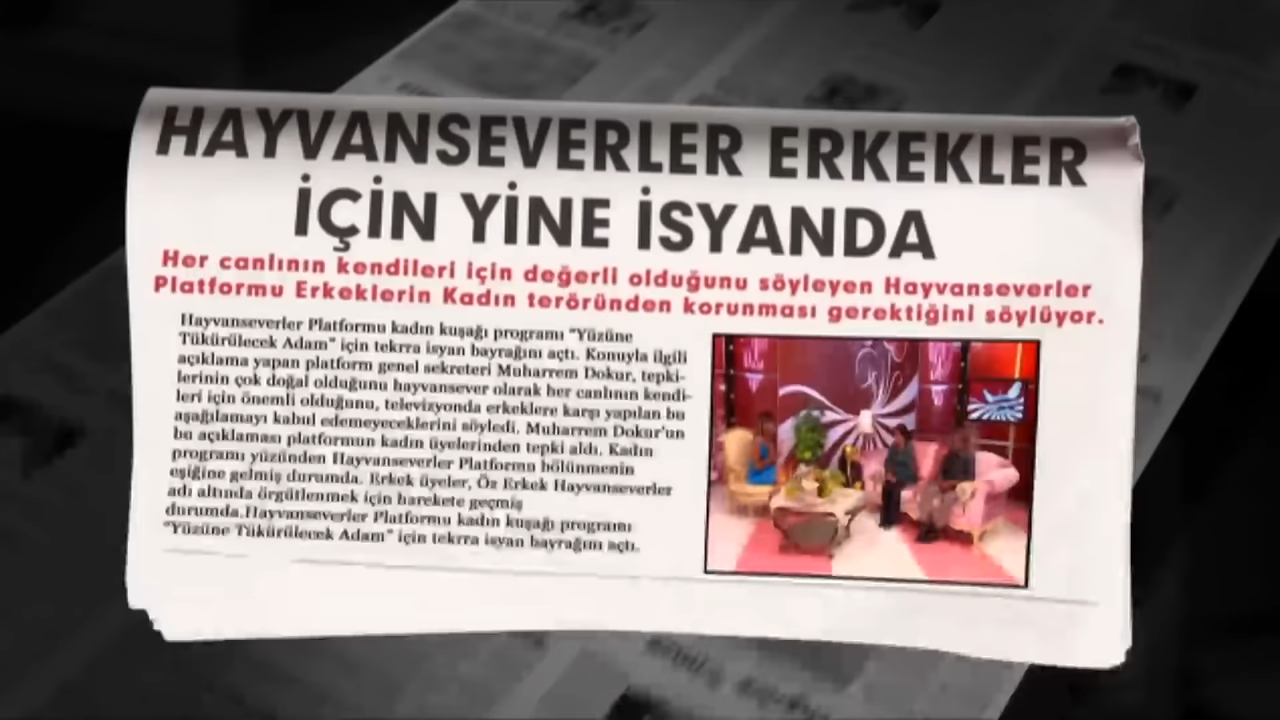 HAYVANSEVERLER ERKEKLER
İÇİN YİNE İSYANDA
Her canlının kendileri için değerli olduğunu söyleyen Hayvanseverler
Platformu Erkeklerin Kadın teröründen korunması gerektiğini söylüyor.
Hayvanseverler Platformu kadın kuşağı programı "Yüzüne
Tükürülecek Adam" için tekrra isyan bayrağını açtı. Konuyla ilgili
açıklama yapan platform genel sekreteri Muharrem Dokur, tepki-
lerinin çok doğal olduğunu hayvansever olarak her canlının kendi-
leri için önemli olduğunu, televizyonda erkeklere karşı yapılan bu
aşağılamayı kabul edemeyeceklerini söyledi. Muharrem Dokur'un
bu açıklaması platformun kadın üyelerinden tepki aldı. Kadın
programı yüzünden Hayvanseverler Platformu bölünmenin
eşiğine gelmiş durumda. Erkek üyeler, Öz Erkek Hayvanseverler
adı altında örgütlenmek için harekete geçmiş
durumda.Hayvanseverler Platformu kadın kuşağı programı
"Yüzüne Tükürülecek Adam" için tekrra isyan bayrağını açtı.